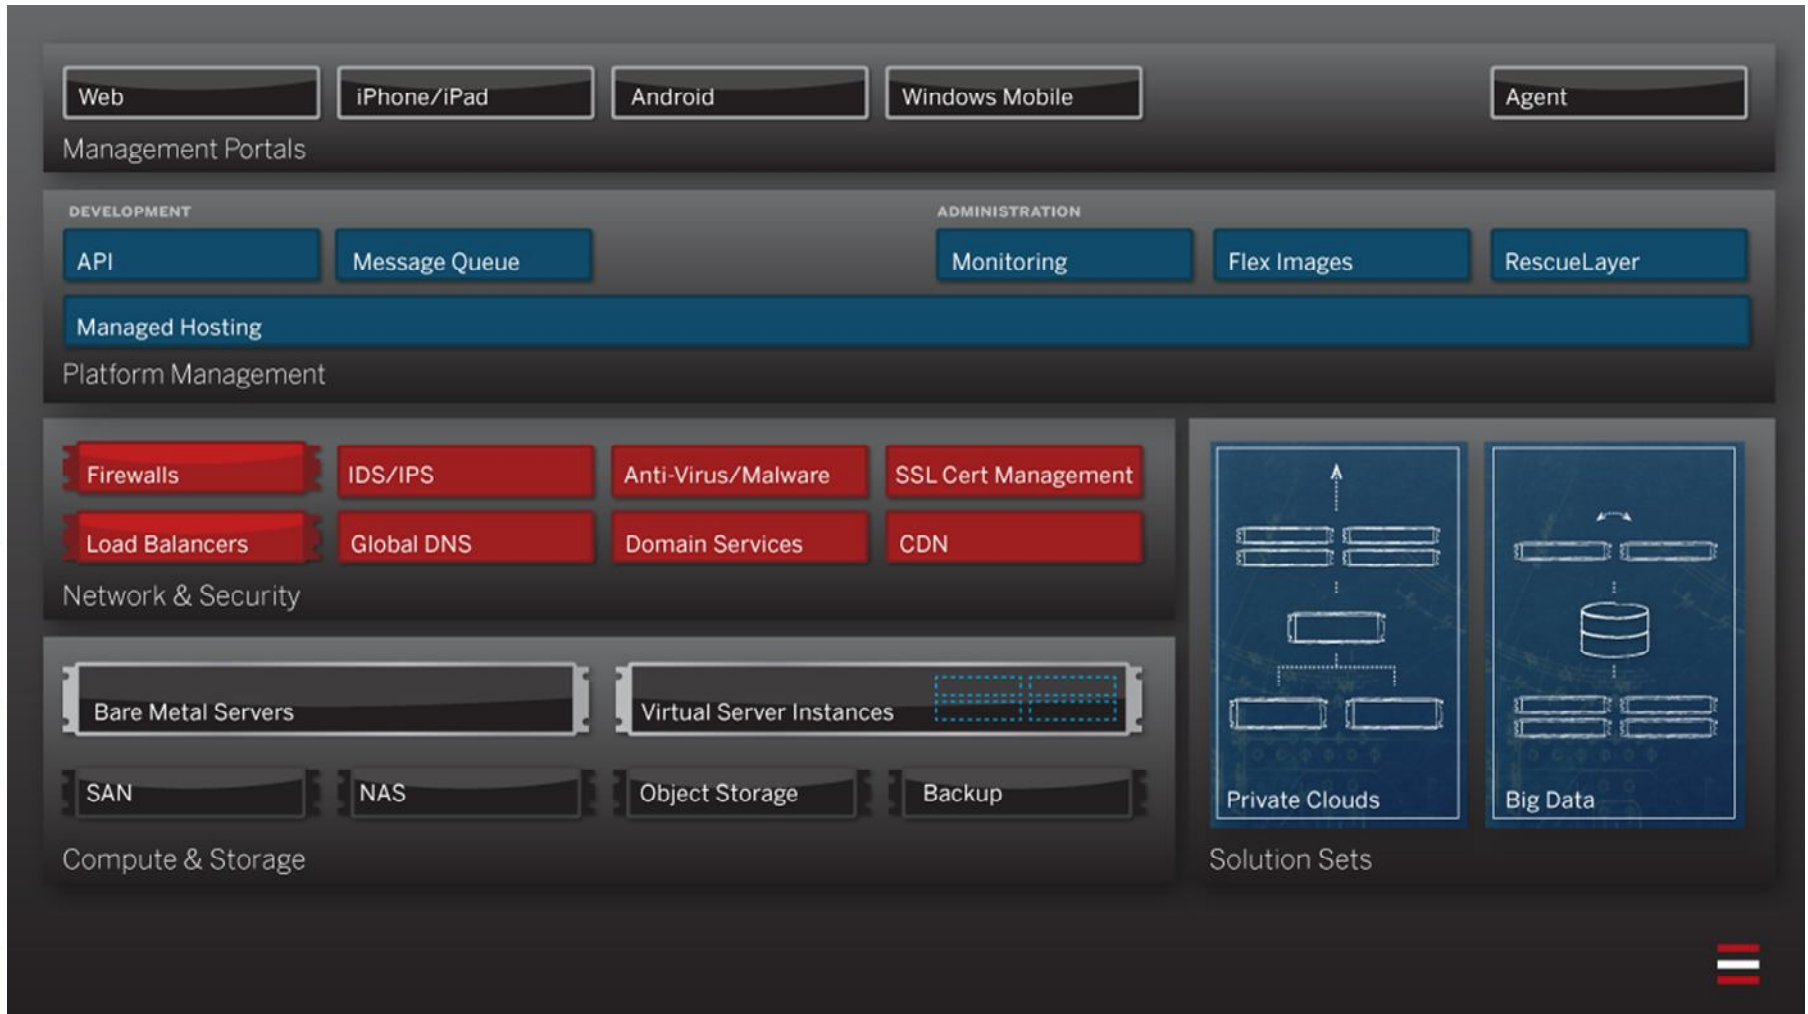 Web
iPhone/iPad
Android
Windows Mobile
Agent
Management Portals
DEVELOPMENT
ADMINISTRATION
API
Message Queue
Monitoring
Flex Images
RescueLayer
Managed Hosting
Platform Management
Firewalls
IDS/IPS
Anti-Virus/Malware
SSL Cert Management
Load Balancers
Global DNS
Domain Services
CDN
Network & Security
Bare Metal Servers
Virtual Server Instances
SAN
NAS
Object Storage
Backup
Compute & Storage
Private Clouds
Big Data
Solution Sets